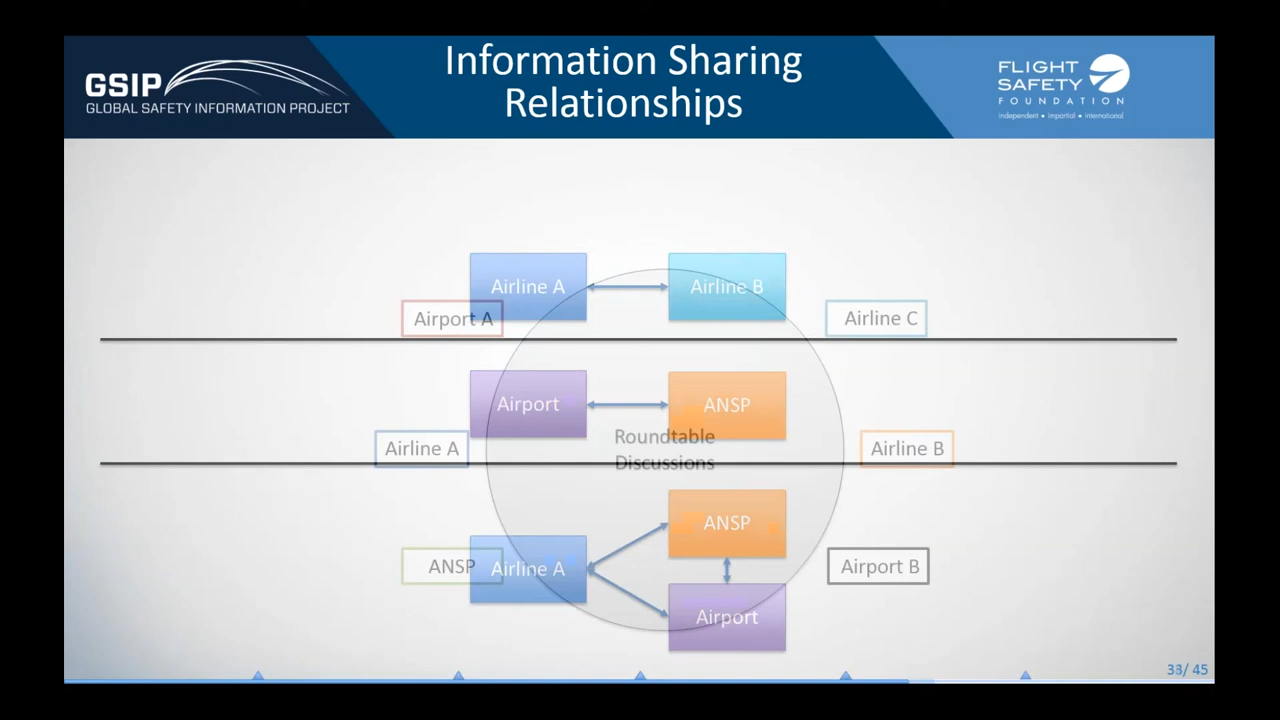 Information Sharing
Relationships
GSIP
GLOBAL SAFETY INFORMATION PROJECT
FLIGHT
SAFETY
FOUNDATION
independent • impartial • international
Airline A
Airline B
Airport A
Airline C
Airport
ANSP
Roundtable
Discussions
Airline A
Airline B
ANSP
ANSP
Airline A
Airport B
Airport
/ 45